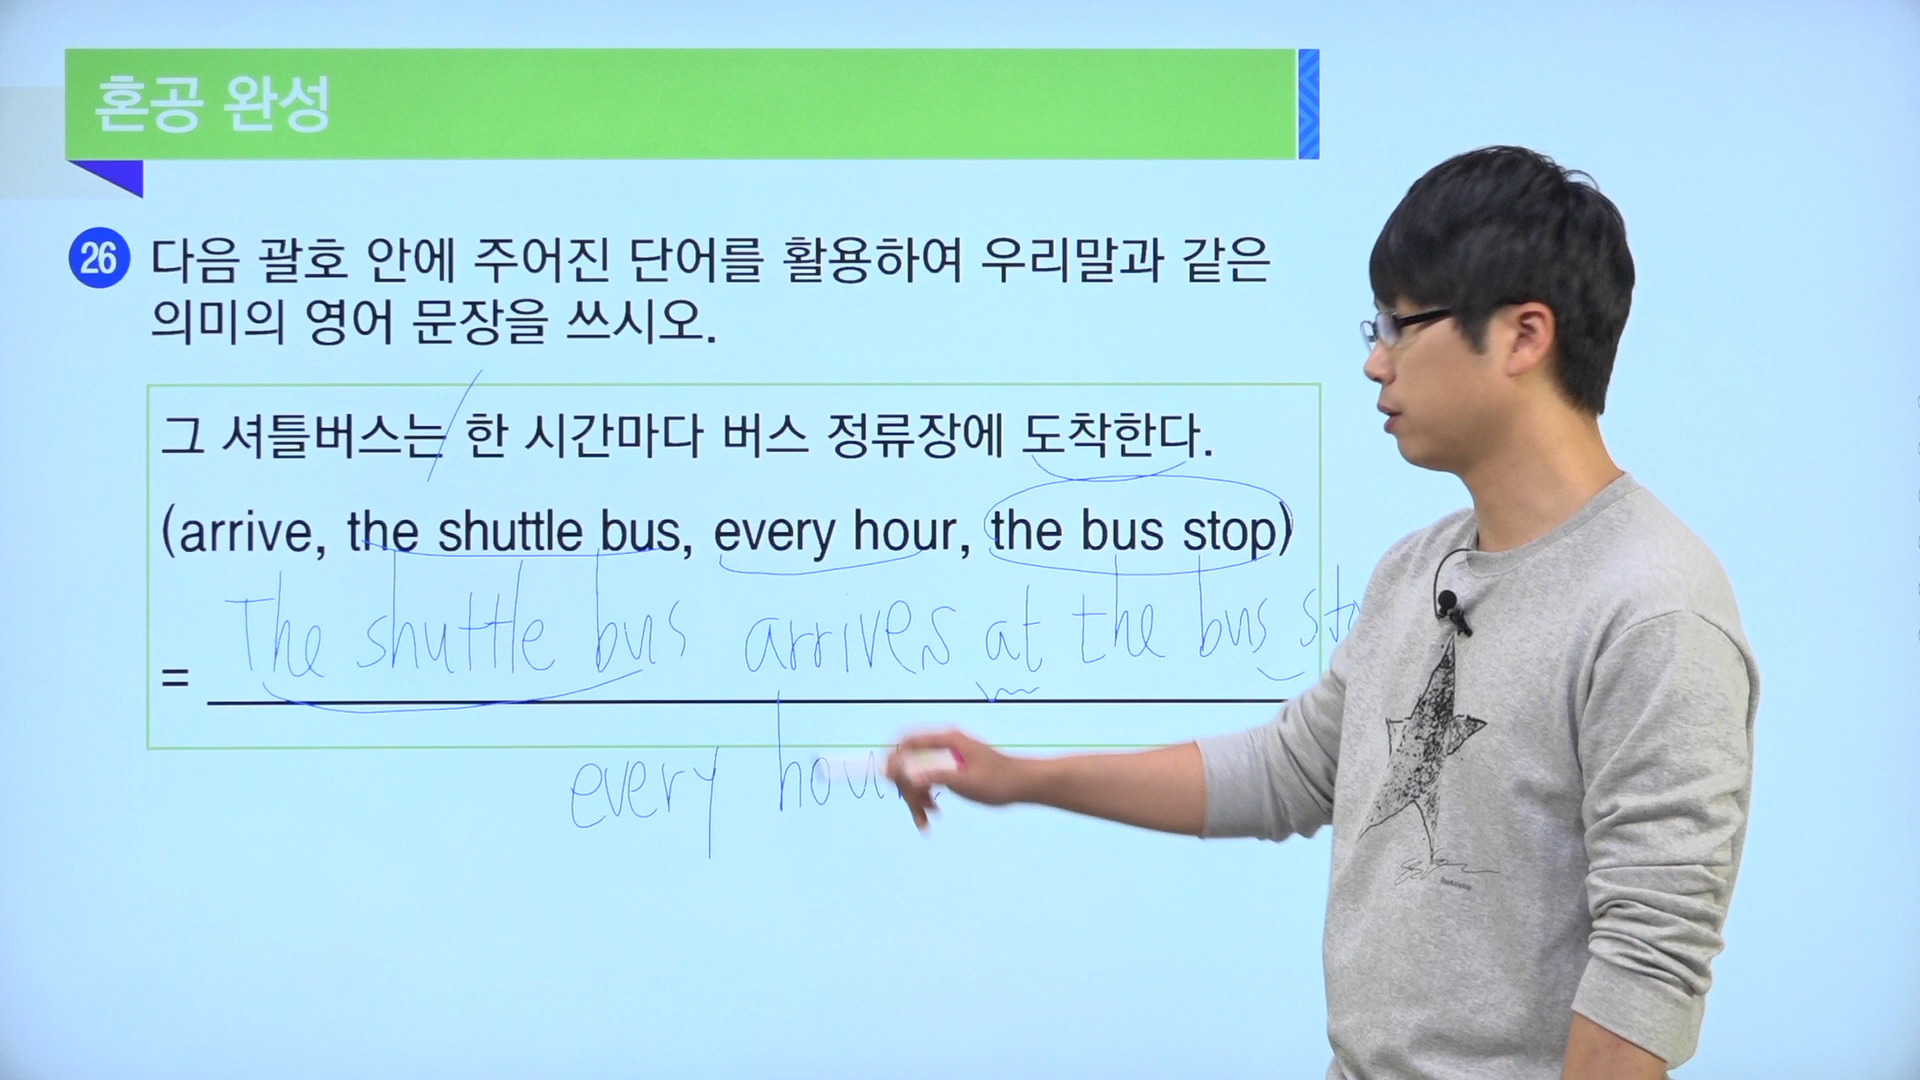 혼공 완성
26 다음 괄호 안에 주어진 단어를 활용하여 우리말과 같은
의미의 영어 문장을 쓰시오.
그 셔틀버스는 한 시간마다 버스 정류장에 도착한다.
(arrive, the shuttle bus, every hour, the bus stop)
The shuttle bus arrives at the bus
=
every